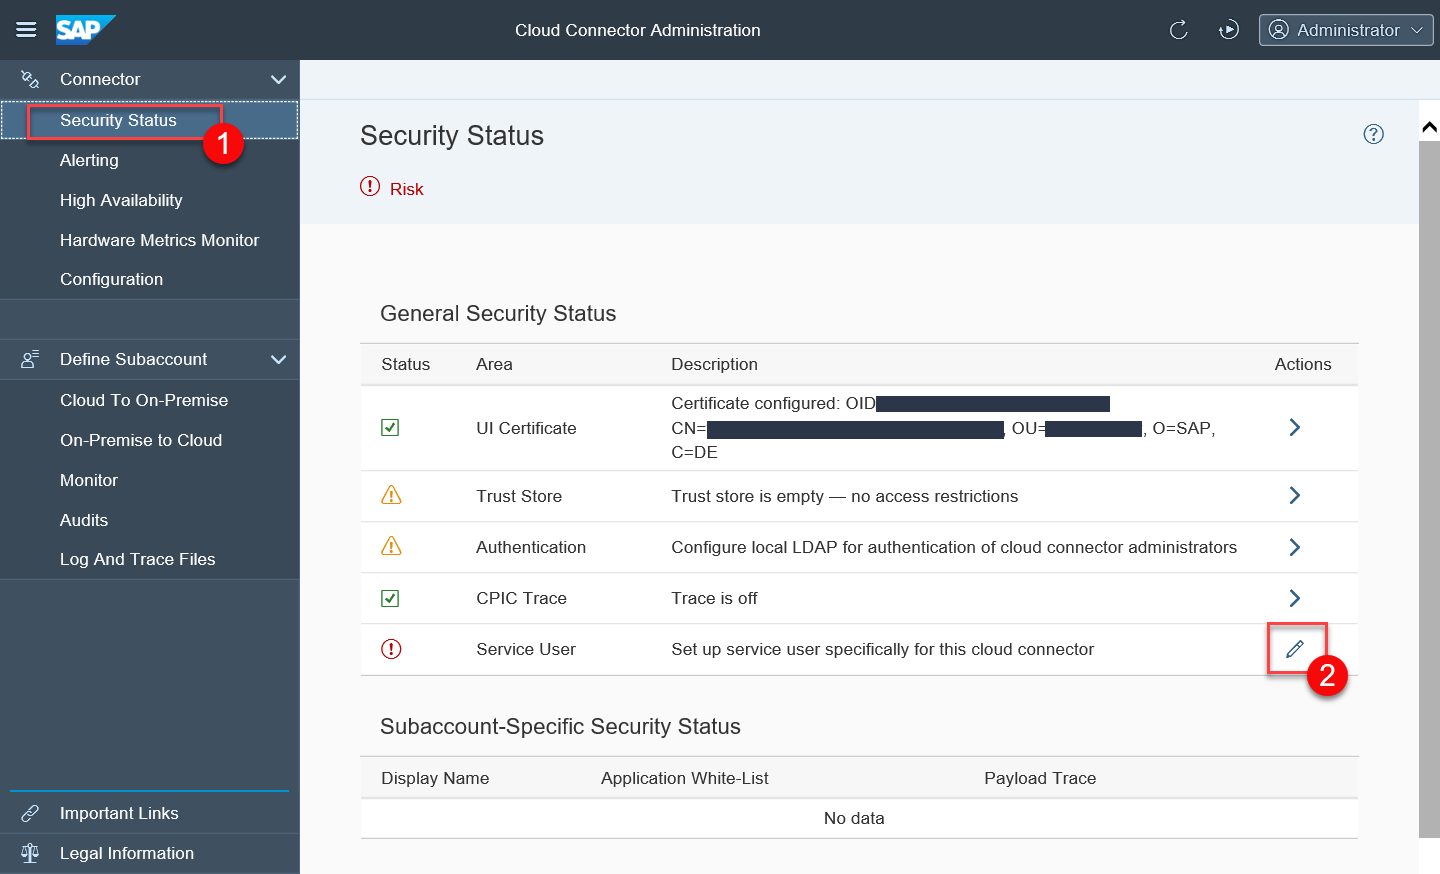 SAP
Cloud Connector Administration
Administrator
Connector
Security Status
1
Alerting
High Availability
Hardware Metrics Monitor
Configuration
Define Subaccount
Cloud To On-Premise
On-Premise to Cloud
Monitor
Audits
Log And Trace Files
Important Links
Legal Information
Security Status
?
Risk
General Security Status
Status Area Description Actions
UI Certificate
Certificate configured: OID
CN= , OU= , O=SAP,
C=DE
Trust Store Trust store is empty — no access restrictions
Authentication Configure local LDAP for authentication of cloud connector administrators
CPIC Trace Trace is off
Service User Set up service user specifically for this cloud connector
2
Subaccount-Specific Security Status
Display Name Application White-List Payload Trace
No data